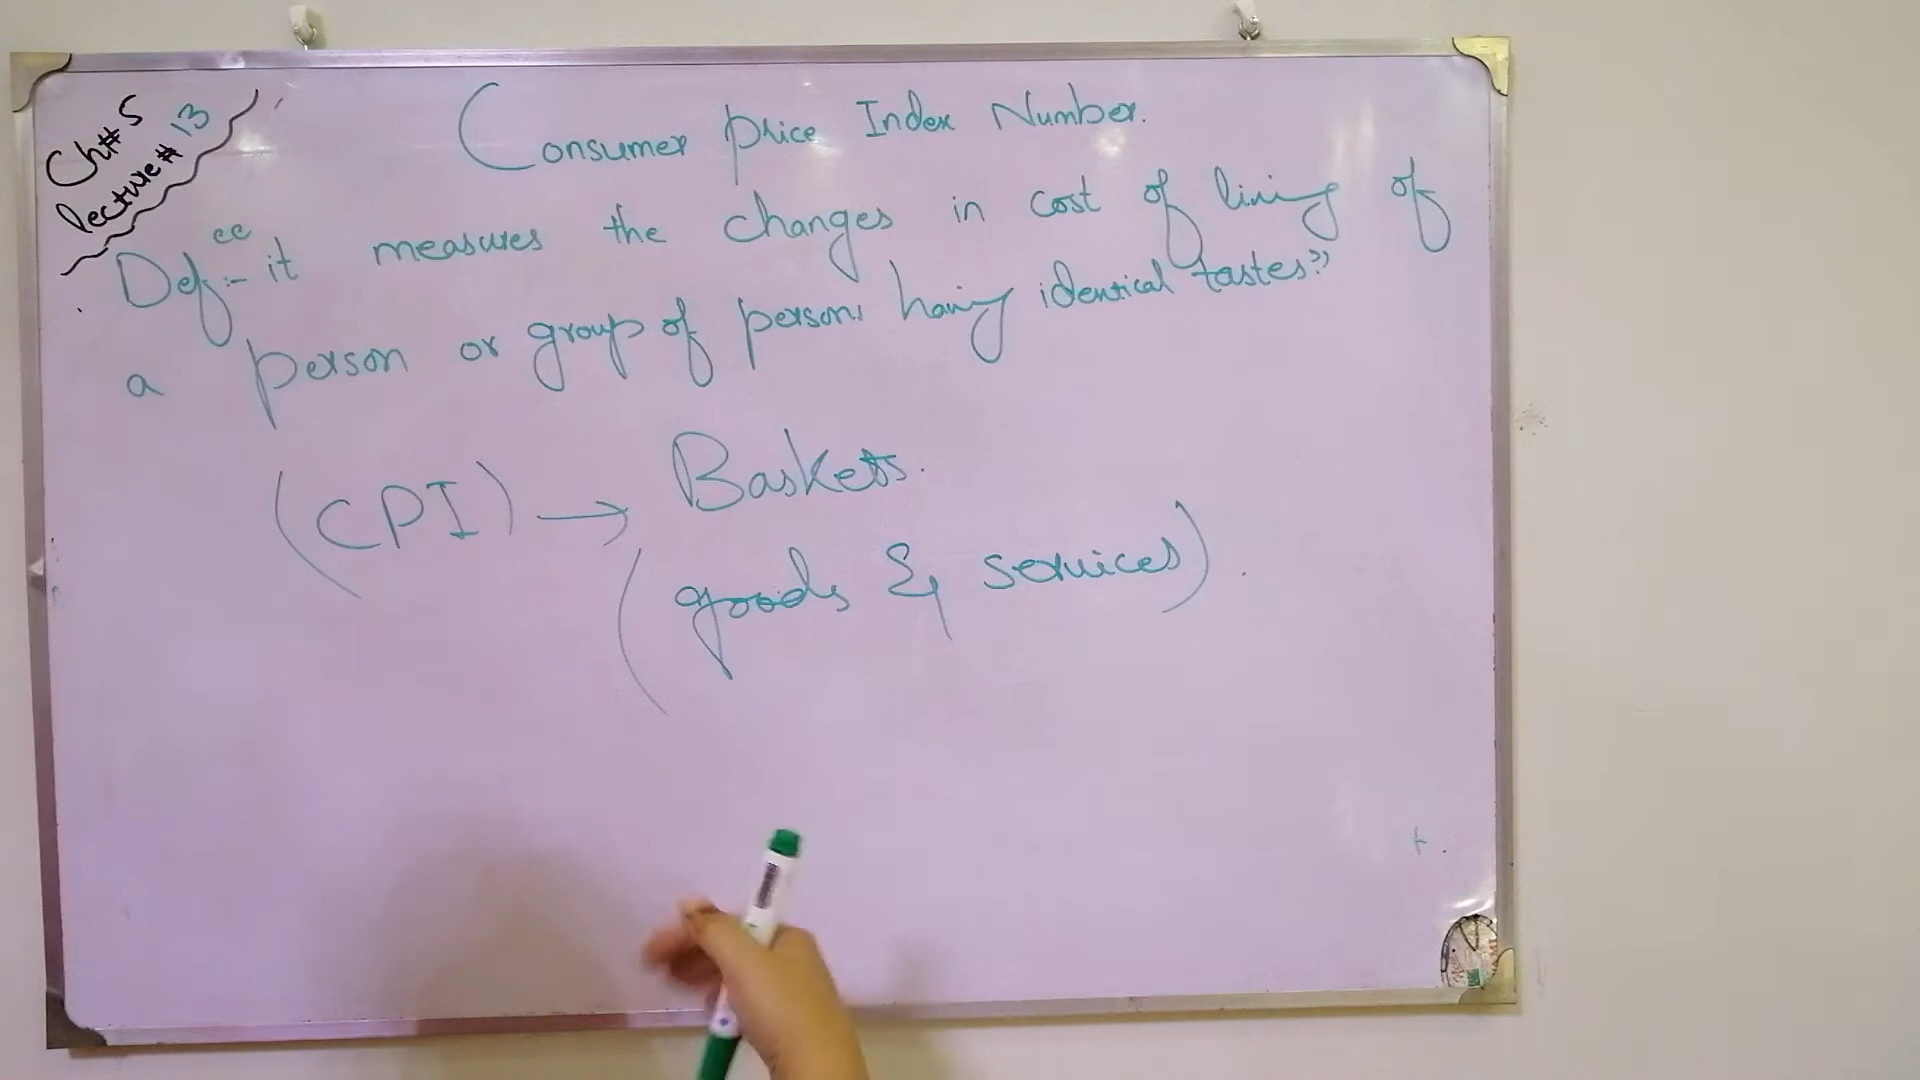 Ch# 5
lecture# 13
Consumer price Index Number.
Def:- "it measures the changes in cost of living of
a person or group of persons having identical tastes"
(CPI) → Baskets.
(goods & services).